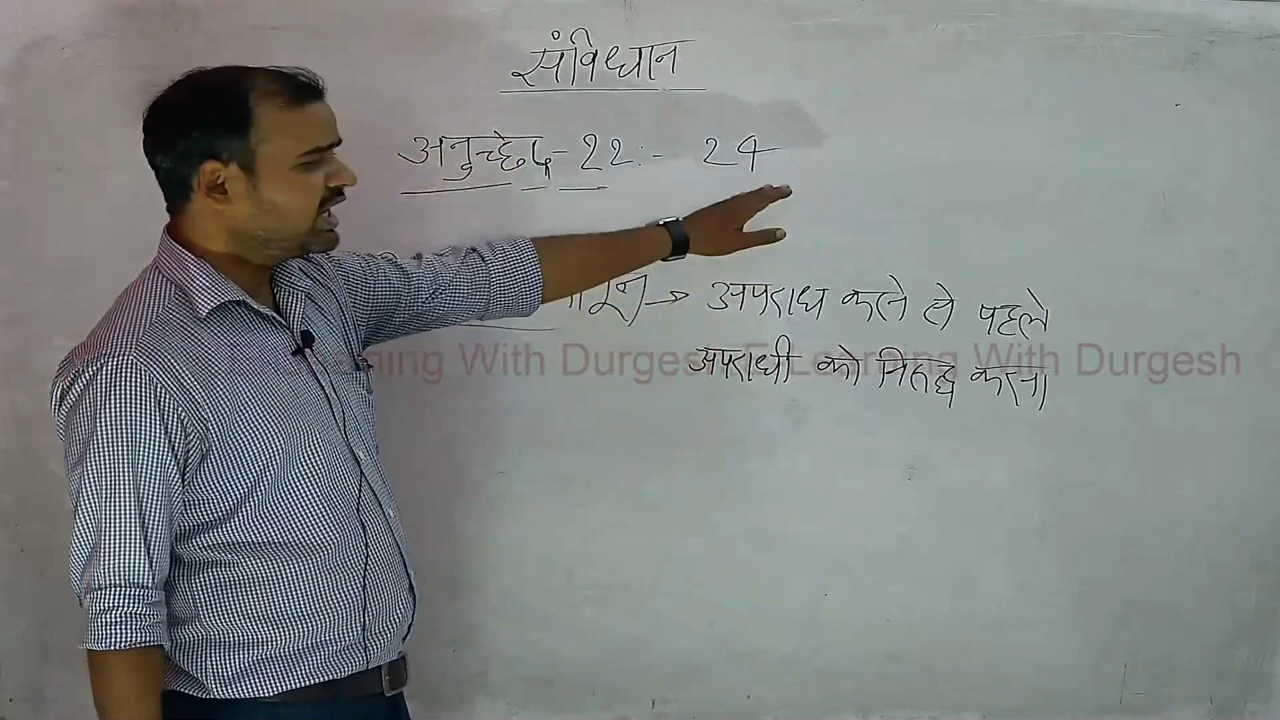 संविधान
अनुच्छेद-22:- 24
→ अपराध करने से पहले
अपराधी को निरुद्ध करना
Learning With Durgesh